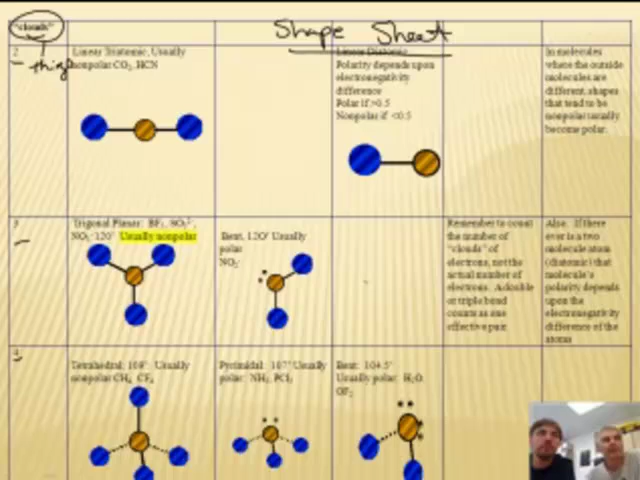 "clouds"
Shape Sheet
things
2
Linear Triatomic, Usually
nonpolar CO₂, HCN
Linear Diatomic
Polarity depends upon
electronegativity
difference
Polar if >0.5
Nonpolar if <0.5
In molecules
where the outside
molecules are
different, shapes
that tend to be
nonpolar usually
become polar.
3
Trigonal Planar: BF₃, SO₃²⁻,
NO₃⁻ 120° Usually nonpolar
Bent, 120° Usually
polar
NO₂⁻
Remember to count
the number of
"clouds" of
electrons, not the
actual number of
electrons. A double
or triple bond
counts as one
effective pair
Also: If there
ever is a two
molecule atom
(diatomic) that
molecule's
polarity depends
upon the
electronegativity
difference of the
atoms
4
Tetrahedral; 109° Usually
nonpolar CH₄ CF₄
Pyrimidal: 107° Usually
polar: NH₃, PCl₃
Bent: 104.5°
Usually polar: H₂O,
OF₂